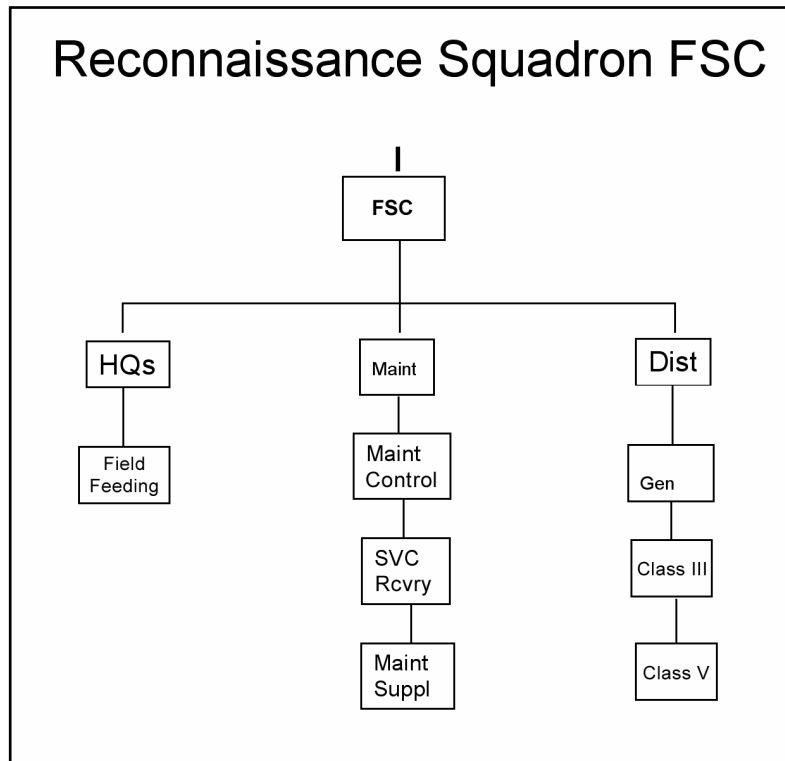 Reconnaissance Squadron FSC
FSC
HQs
Maint
Dist
Field
Feeding
Maint
Control
Gen
SVC
Rcvry
Class III
Maint
Suppl
Class V